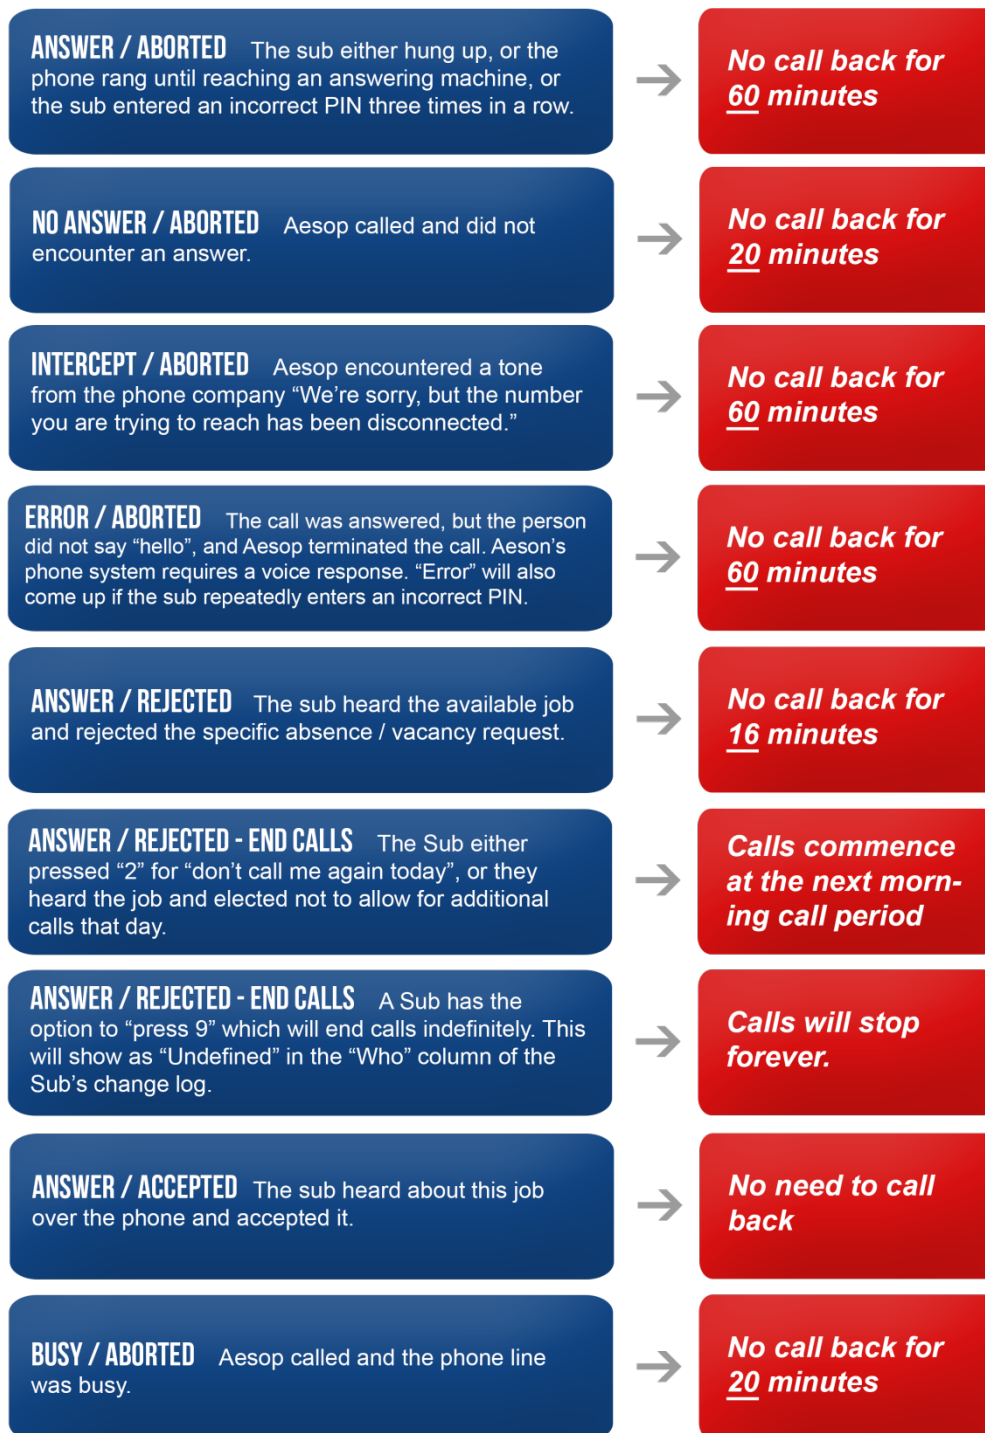 ANSWER / ABORTED The sub either hung up, or the
phone rang until reaching an answering machine, or
the sub entered an incorrect PIN three times in a row.
No call back for
60 minutes
NO ANSWER / ABORTED Aesop called and did not
encounter an answer.
No call back for
20 minutes
INTERCEPT / ABORTED Aesop encountered a tone
from the phone company “We’re sorry, but the number
you are trying to reach has been disconnected.”
No call back for
60 minutes
ERROR / ABORTED The call was answered, but the person
did not say “hello”, and Aesop terminated the call. Aeson’s
phone system requires a voice response. “Error” will also
come up if the sub repeatedly enters an incorrect PIN.
No call back for
60 minutes
ANSWER / REJECTED The sub heard the available job
and rejected the specific absence / vacancy request.
No call back for
16 minutes
ANSWER / REJECTED - END CALLS The Sub either
pressed “2” for “don’t call me again today”, or they
heard the job and elected not to allow for additional
calls that day.
Calls commence
at the next morn-
ing call period
ANSWER / REJECTED - END CALLS A Sub has the
option to “press 9” which will end calls indefinitely. This
will show as “Undefined” in the “Who” column of the
Sub’s change log.
Calls will stop
forever.
ANSWER / ACCEPTED The sub heard about this job
over the phone and accepted it.
No need to call
back
BUSY / ABORTED Aesop called and the phone line
was busy.
No call back for
20 minutes